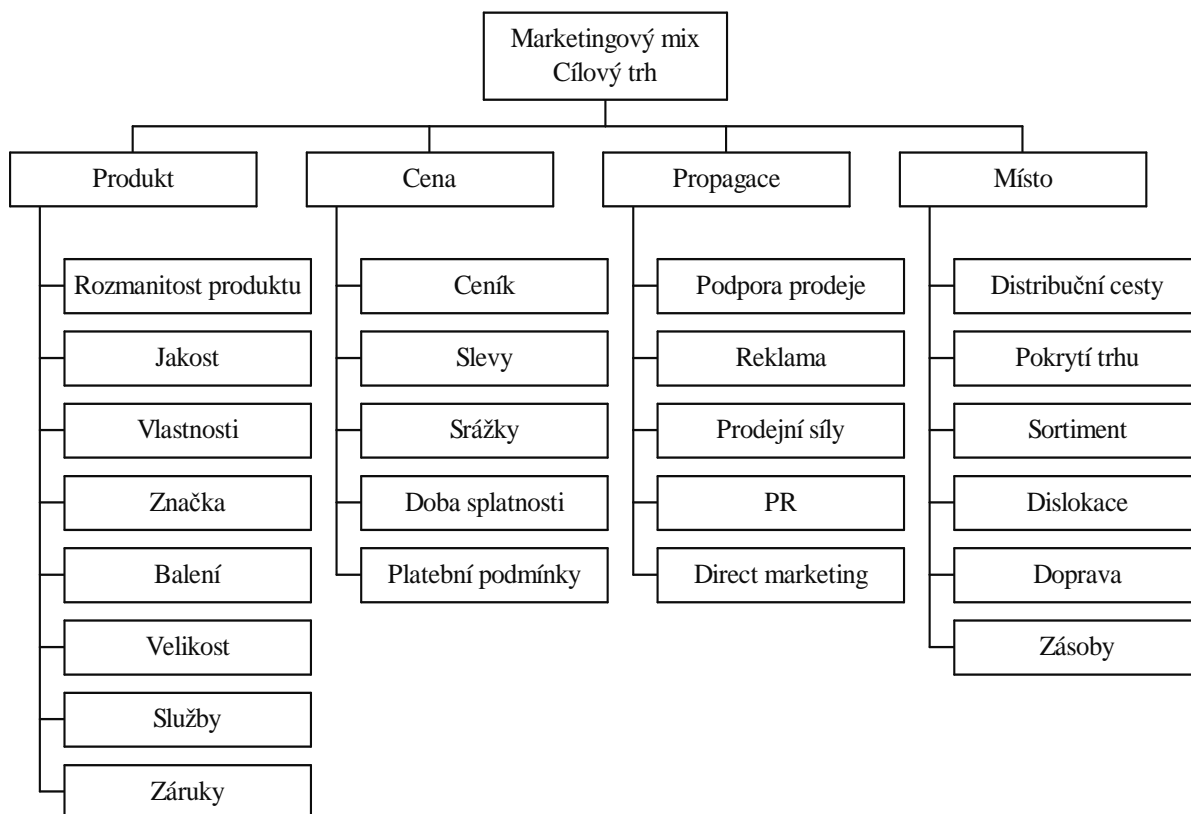 Marketingový mix
Cílový trh
Produkt
Cena
Propagace
Místo
Rozmanitost produktu
Jakost
Vlastnosti
Značka
Balení
Velikost
Služby
Záruky
Ceník
Slevy
Srážky
Doba splatnosti
Platební podmínky
Podpora prodeje
Reklama
Prodejní síly
PR
Direct marketing
Distribuční cesty
Pokrytí trhu
Sortiment
Dislokace
Doprava
Zásoby